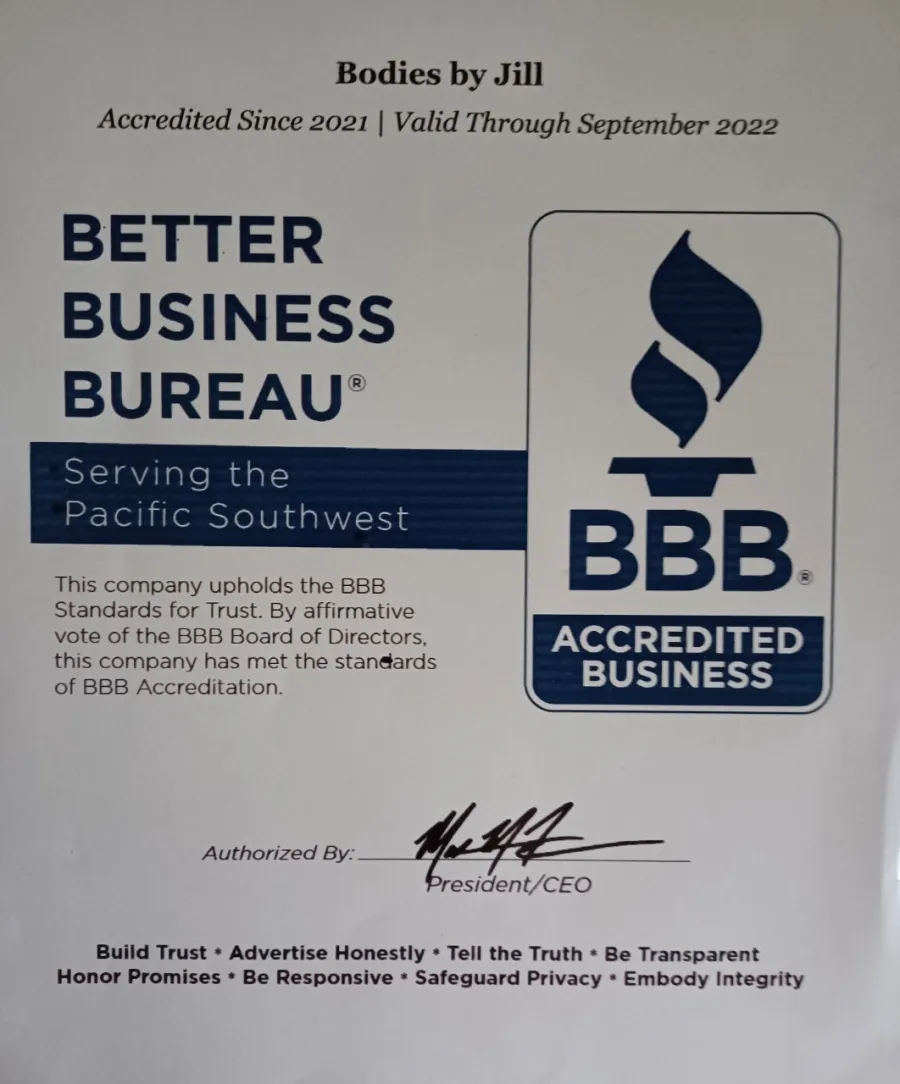 Bodies by Jill
Accredited Since 2021 | Valid Through September 2022
BETTER
BUSINESS
BUREAU®
Serving the
Pacific Southwest
This company upholds the BBB
Standards for Trust. By affirmative
vote of the BBB Board of Directors,
this company has met the standards
of BBB Accreditation.
BBB®
ACCREDITED
BUSINESS
Authorized By:
President/CEO
Build Trust * Advertise Honestly * Tell the Truth * Be Transparent
Honor Promises * Be Responsive * Safeguard Privacy * Embody Integrity